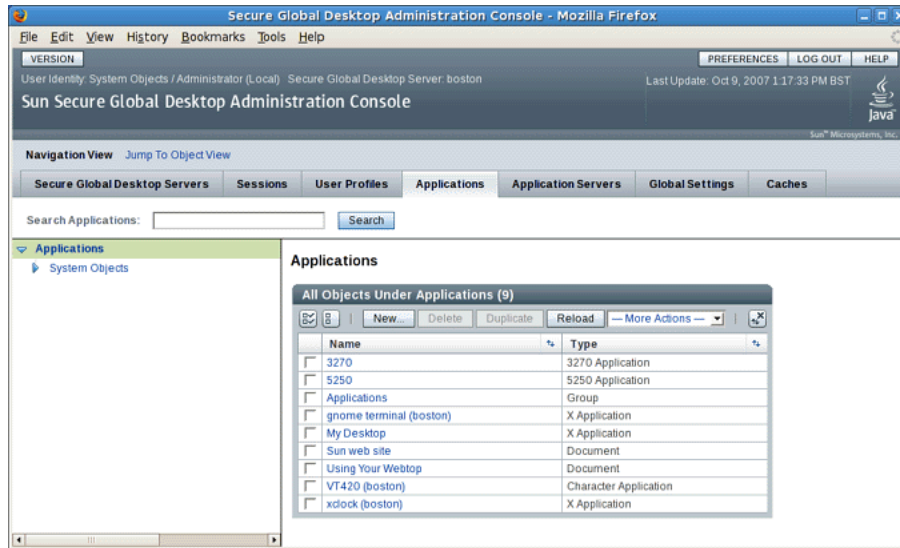 Secure Global Desktop Administration Console - Mozilla Firefox
File Edit View History Bookmarks Tools Help
VERSION PREFERENCES LOG OUT HELP
User Identity: System Objects / Administrator (Local) Secure Global Desktop Server: boston Last Update: Oct 9, 2007 1:17:33 PM BST
Sun Secure Global Desktop Administration Console
Java
Sun™ Microsystems, Inc.
Navigation View Jump To Object View
Secure Global Desktop Servers Sessions User Profiles Applications Application Servers Global Settings Caches
Search Applications: Search
Applications
System Objects
Applications
All Objects Under Applications (9)
New... Delete Duplicate Reload — More Actions —
Name Type
3270 3270 Application
5250 5250 Application
Applications Group
gnome terminal (boston) X Application
My Desktop X Application
Sun web site Document
Using Your Webtop Document
VT420 (boston) Character Application
xclock (boston) X Application